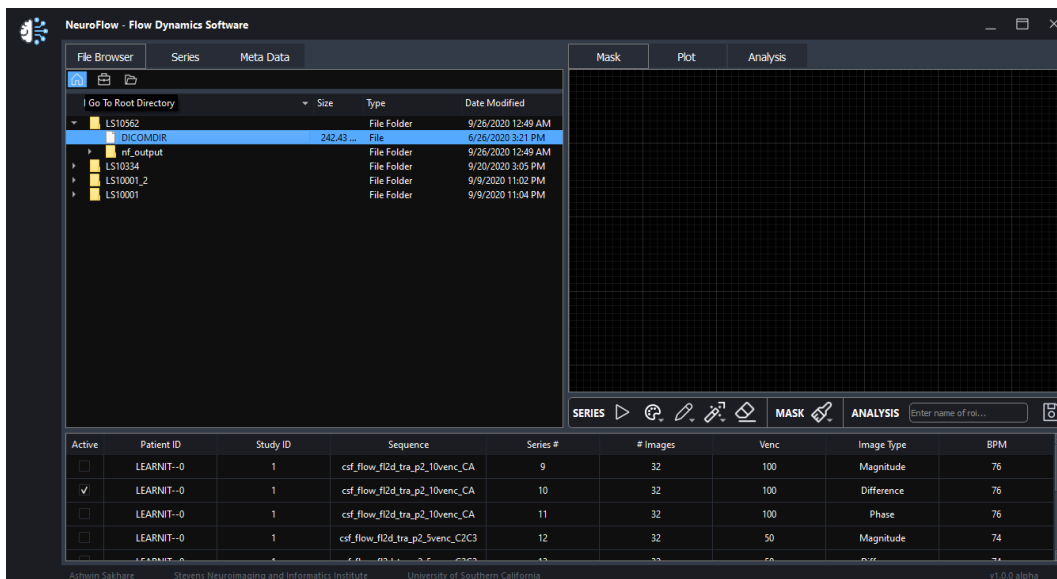 NeuroFlow - Flow Dynamics Software
File Browser Series Meta Data
Mask Plot Analysis
Go To Root Directory Size Type Date Modified
LS10562 File Folder 9/26/2020 12:49 AM
DICOMDIR 242.43 ... File 6/26/2020 3:21 PM
nf_output File Folder 9/26/2020 12:49 AM
LS10334 File Folder 9/20/2020 3:05 PM
LS10001_2 File Folder 9/9/2020 11:02 PM
LS10001 File Folder 9/9/2020 11:04 PM
SERIES MASK ANALYSIS Enter name of roi...
Active Patient ID Study ID Sequence Series # # Images Venc Image Type BPM
LEARNIT--0 1 csf_flow_fl2d_tra_p2_10venc_CA 9 32 100 Magnitude 76
LEARNIT--0 1 csf_flow_fl2d_tra_p2_10venc_CA 10 32 100 Difference 76
LEARNIT--0 1 csf_flow_fl2d_tra_p2_10venc_CA 11 32 100 Phase 76
LEARNIT--0 1 csf_flow_fl2d_tra_p2_5venc_C2C3 12 32 50 Magnitude 74
Ashwin Sakhare Stevens Neuroimaging and Informatics Institute University of Southern California v1.0.0 alpha